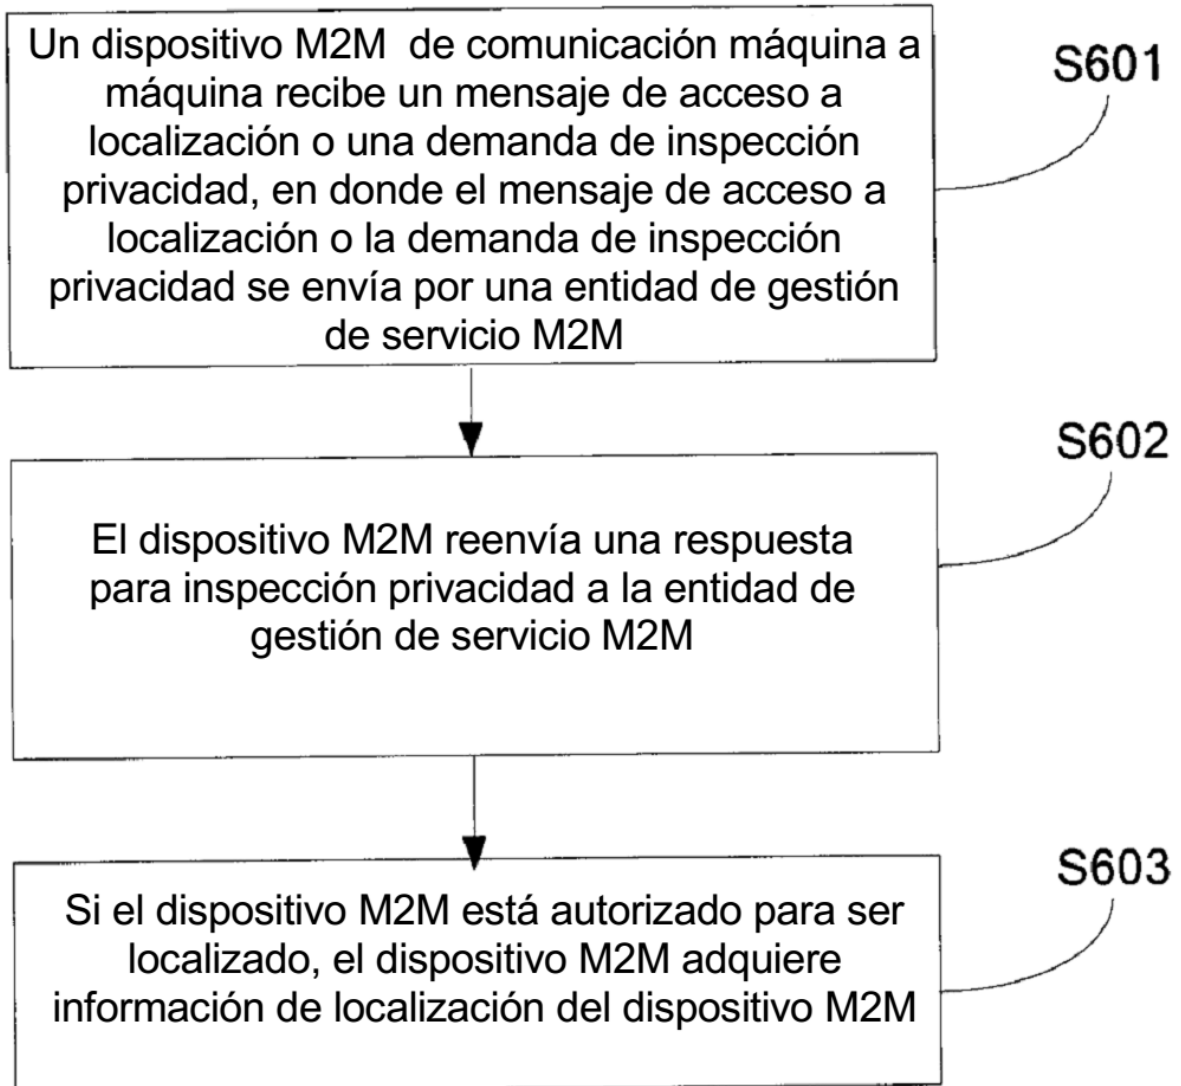 Un dispositivo M2M de comunicación máquina a
máquina recibe un mensaje de acceso a
localización o una demanda de inspección
privacidad, en donde el mensaje de acceso a
localización o la demanda de inspección
privacidad se envía por una entidad de gestión
de servicio M2M
S601
El dispositivo M2M reenvía una respuesta
para inspección privacidad a la entidad de
gestión de servicio M2M
S602
Si el dispositivo M2M está autorizado para ser
localizado, el dispositivo M2M adquiere
información de localización del dispositivo M2M
S603